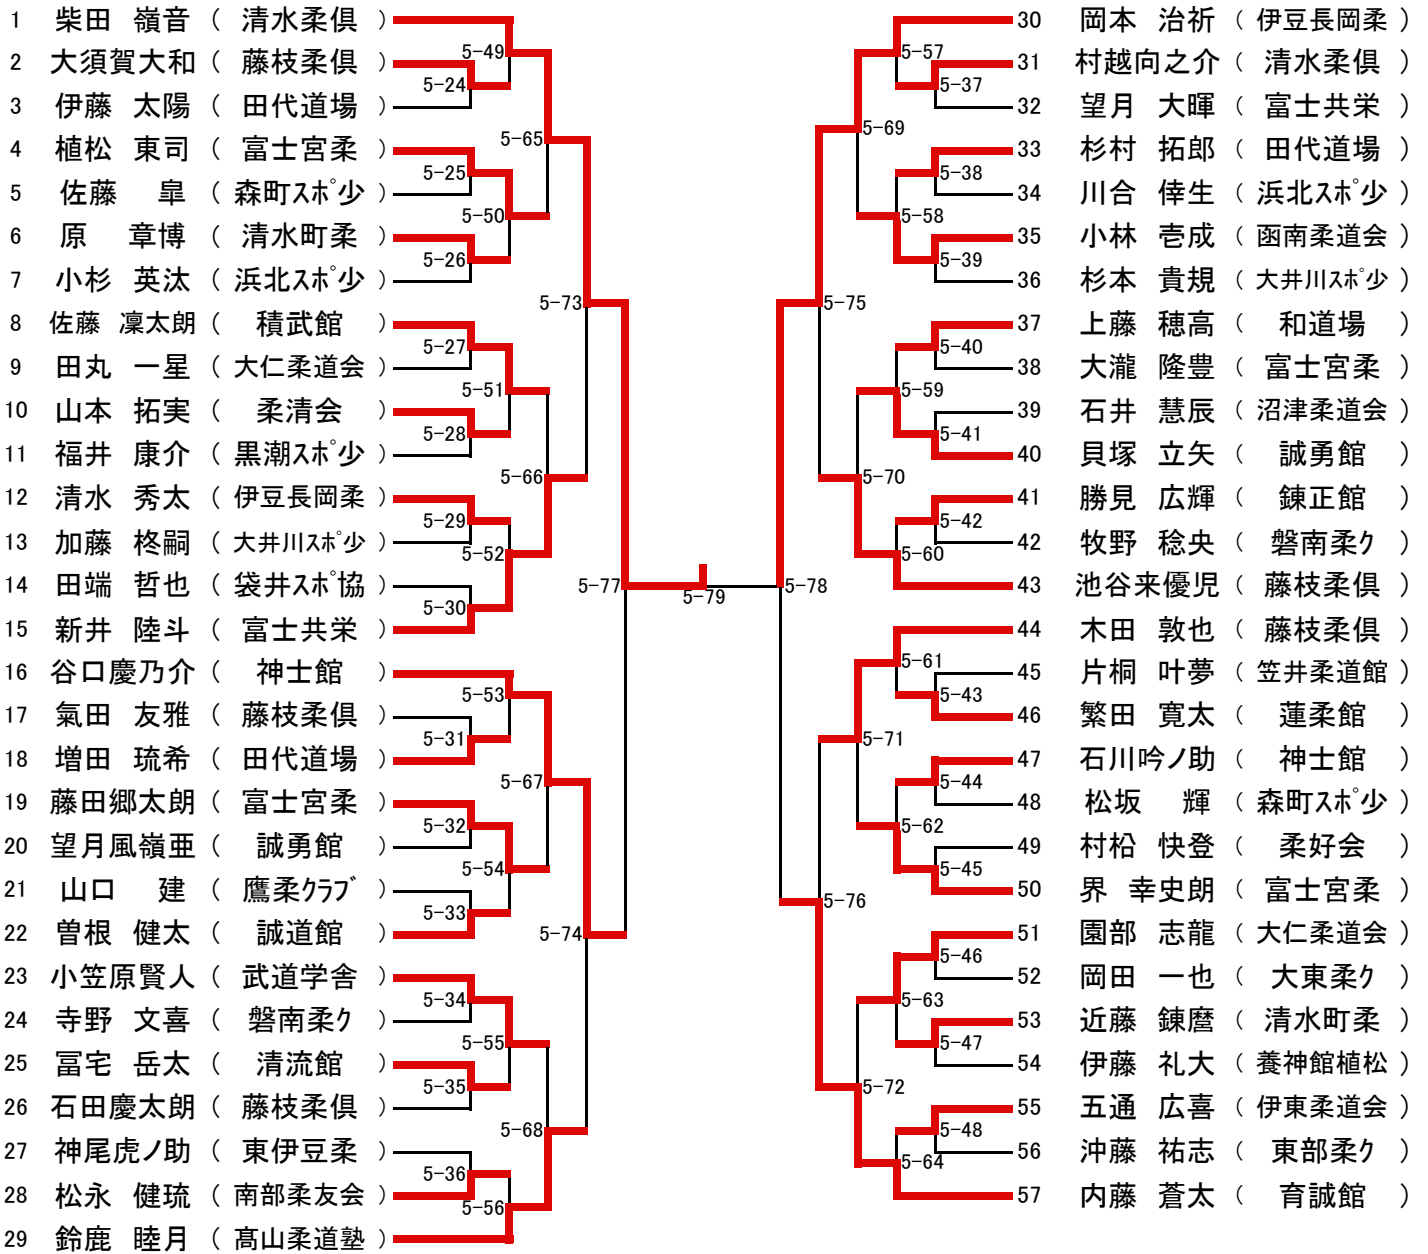 1 柴田 嶺音 ( 清水柔倶 )
2 大須賀大和 ( 藤枝柔倶 )
3 伊藤 太陽 ( 田代道場 )
4 植松 東司 ( 富士宮柔 )
5 佐藤 皐 ( 森町ｽﾎﾟ少 )
6 原 章博 ( 清水町柔 )
7 小杉 英汰 ( 浜北ｽﾎﾟ少 )
8 佐藤 凜太朗 ( 積武館 )
9 田丸 一星 ( 大仁柔道会 )
10 山本 拓実 ( 柔清会 )
11 福井 康介 ( 黒潮ｽﾎﾟ少 )
12 清水 秀太 ( 伊豆長岡柔 )
13 加藤 柊嗣 ( 大井川ｽﾎﾟ少 )
14 田端 哲也 ( 袋井ｽﾎﾟ協 )
15 新井 陸斗 ( 富士共栄 )
16 谷口慶乃介 ( 神士館 )
17 氣田 友雅 ( 藤枝柔倶 )
18 増田 琉希 ( 田代道場 )
19 藤田郷太朗 ( 富士宮柔 )
20 望月風嶺亜 ( 誠勇館 )
21 山口 建 ( 鷹柔ｸﾗﾌﾞ )
22 曽根 健太 ( 誠道館 )
23 小笠原賢人 ( 武道学舎 )
24 寺野 文喜 ( 磐南柔ｸ )
25 冨宅 岳太 ( 清流館 )
26 石田慶太朗 ( 藤枝柔倶 )
27 神尾虎ﾉ助 ( 東伊豆柔 )
28 松永 健琉 ( 南部柔友会 )
29 鈴鹿 睦月 ( 髙山柔道塾 )
5-24
5-25
5-26
5-27
5-28
5-29
5-30
5-31
5-32
5-33
5-34
5-35
5-36
5-49
5-50
5-51
5-52
5-53
5-54
5-55
5-56
5-65
5-66
5-67
5-68
5-73
5-74
5-77
5-79
5-78
5-75
5-76
5-69
5-70
5-71
5-72
5-57
5-58
5-59
5-60
5-61
5-62
5-63
5-64
5-37
5-38
5-39
5-40
5-41
5-42
5-43
5-44
5-45
5-46
5-47
5-48
30 岡本 治祈 ( 伊豆長岡柔 )
31 村越向之介 ( 清水柔倶 )
32 望月 大暉 ( 富士共栄 )
33 杉村 拓郎 ( 田代道場 )
34 川合 倖生 ( 浜北ｽﾎﾟ少 )
35 小林 壱成 ( 函南柔道会 )
36 杉本 貴規 ( 大井川ｽﾎﾟ少 )
37 上藤 穂高 ( 和道場 )
38 大瀧 隆豊 ( 富士宮柔 )
39 石井 慧辰 ( 沼津柔道会 )
40 貝塚 立矢 ( 誠勇館 )
41 勝見 広輝 ( 錬正館 )
42 牧野 稔央 ( 磐南柔ｸ )
43 池谷来優児 ( 藤枝柔倶 )
44 木田 敦也 ( 藤枝柔倶 )
45 片桐 叶夢 ( 笠井柔道館 )
46 繁田 寛太 ( 蓮柔館 )
47 石川吟ﾉ助 ( 神士館 )
48 松坂 輝 ( 森町ｽﾎﾟ少 )
49 村松 快登 ( 柔好会 )
50 界 幸史朗 ( 富士宮柔 )
51 園部 志龍 ( 大仁柔道会 )
52 岡田 一也 ( 大東柔ｸ )
53 近藤 錬麿 ( 清水町柔 )
54 伊藤 礼大 ( 養神館植松 )
55 五通 広喜 ( 伊東柔道会 )
56 沖藤 祐志 ( 東部柔ｸ )
57 内藤 蒼太 ( 育誠館 )